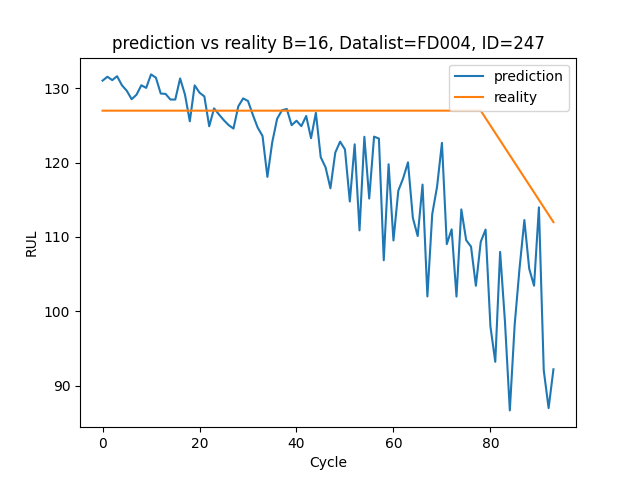 prediction vs reality B=16, Datalist=FD004, ID=247
prediction
reality
RUL
130
120
110
100
90
0 20 40 60 80
Cycle